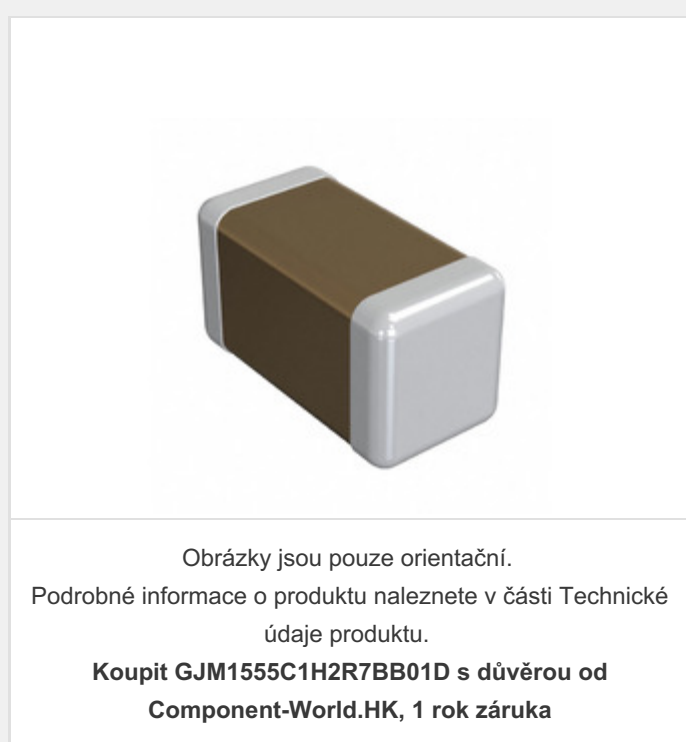 Obrázky jsou pouze orientační.
Podrobné informace o produktu naleznete v části Technické
údaje produktu.
Koupit GJM1555C1H2R7BB01D s důvěrou od
Component-World.HK, 1 rok záruka